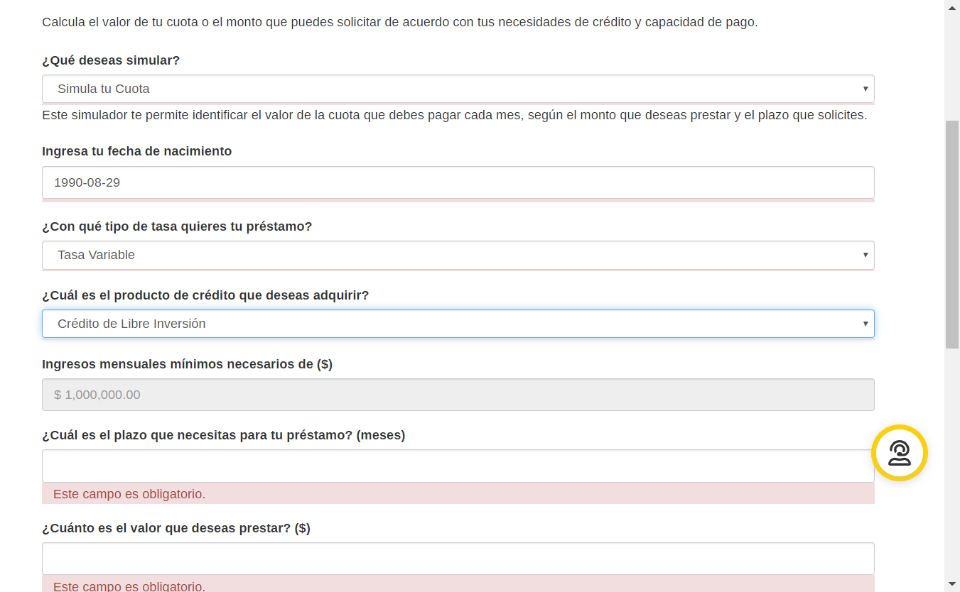 Calcula el valor de tu cuota o el monto que puedes solicitar de acuerdo con tus necesidades de crédito y capacidad de pago.
¿Qué deseas simular?
Simula tu Cuota
Este simulador te permite identificar el valor de la cuota que debes pagar cada mes, según el monto que deseas prestar y el plazo que solicites.
Ingresa tu fecha de nacimiento
1990-08-29
¿Con qué tipo de tasa quieres tu préstamo?
Tasa Variable
¿Cuál es el producto de crédito que deseas adquirir?
Crédito de Libre Inversión
Ingresos mensuales mínimos necesarios de ($)
$ 1,000,000.00
¿Cuál es el plazo que necesitas para tu préstamo? (meses)
Este campo es obligatorio.
¿Cuánto es el valor que deseas prestar? ($)
Este campo es obligatorio.